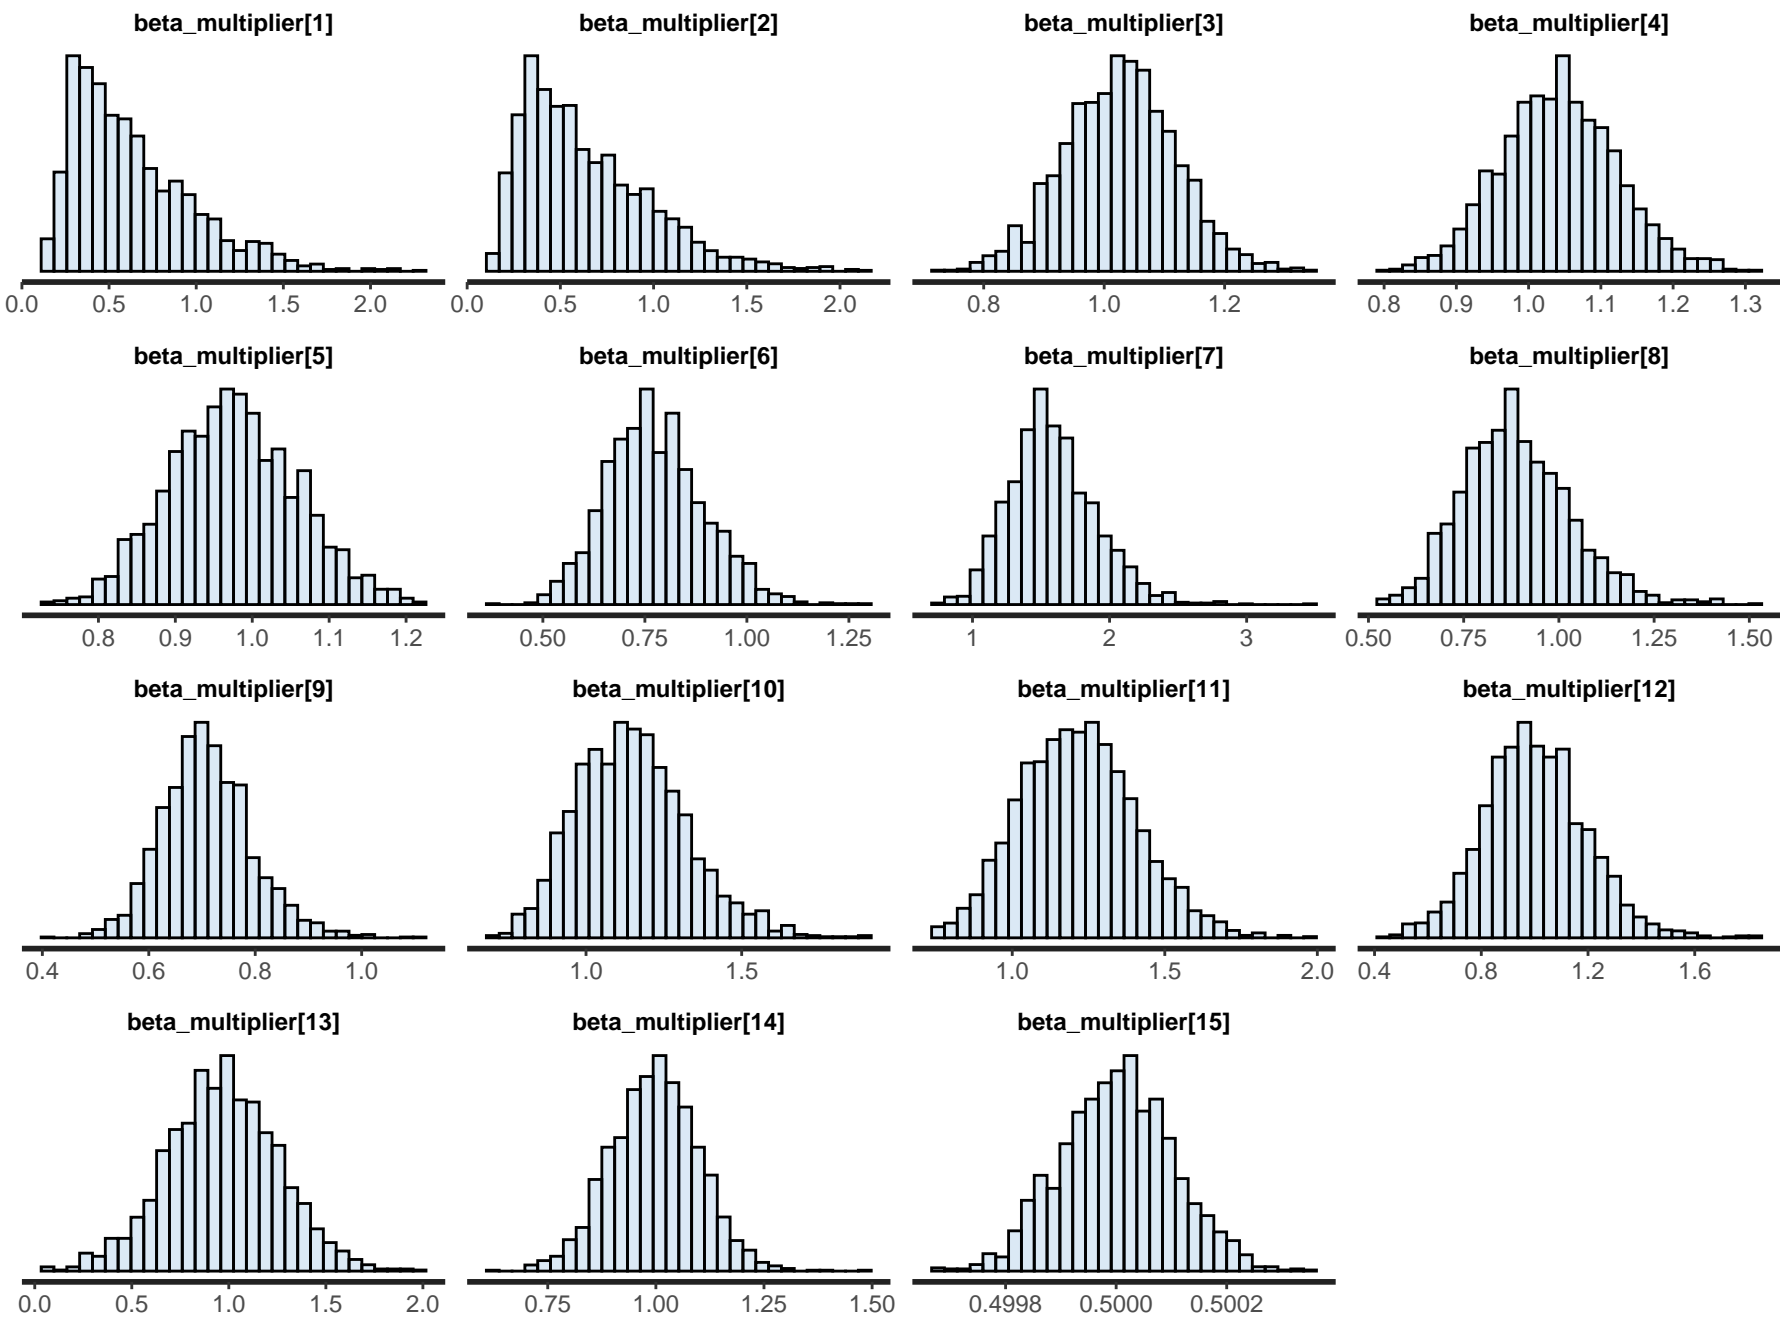 beta_multiplier[1] beta_multiplier[2] beta_multiplier[3] beta_multiplier[4]
0.0 0.5 1.0 1.5 2.0 0.0 0.5 1.0 1.5 2.0 0.8 1.0 1.2 0.8 0.9 1.0 1.1 1.2 1.3
beta_multiplier[5] beta_multiplier[6] beta_multiplier[7] beta_multiplier[8]
0.8 0.9 1.0 1.1 1.2 0.50 0.75 1.00 1.25 1 2 3 0.50 0.75 1.00 1.25 1.50
beta_multiplier[9] beta_multiplier[10] beta_multiplier[11] beta_multiplier[12]
0.4 0.6 0.8 1.0 1.0 1.5 1.0 1.5 2.0 0.4 0.8 1.2 1.6
beta_multiplier[13] beta_multiplier[14] beta_multiplier[15]
0.0 0.5 1.0 1.5 2.0 0.75 1.00 1.25 1.50 0.4998 0.5000 0.5002